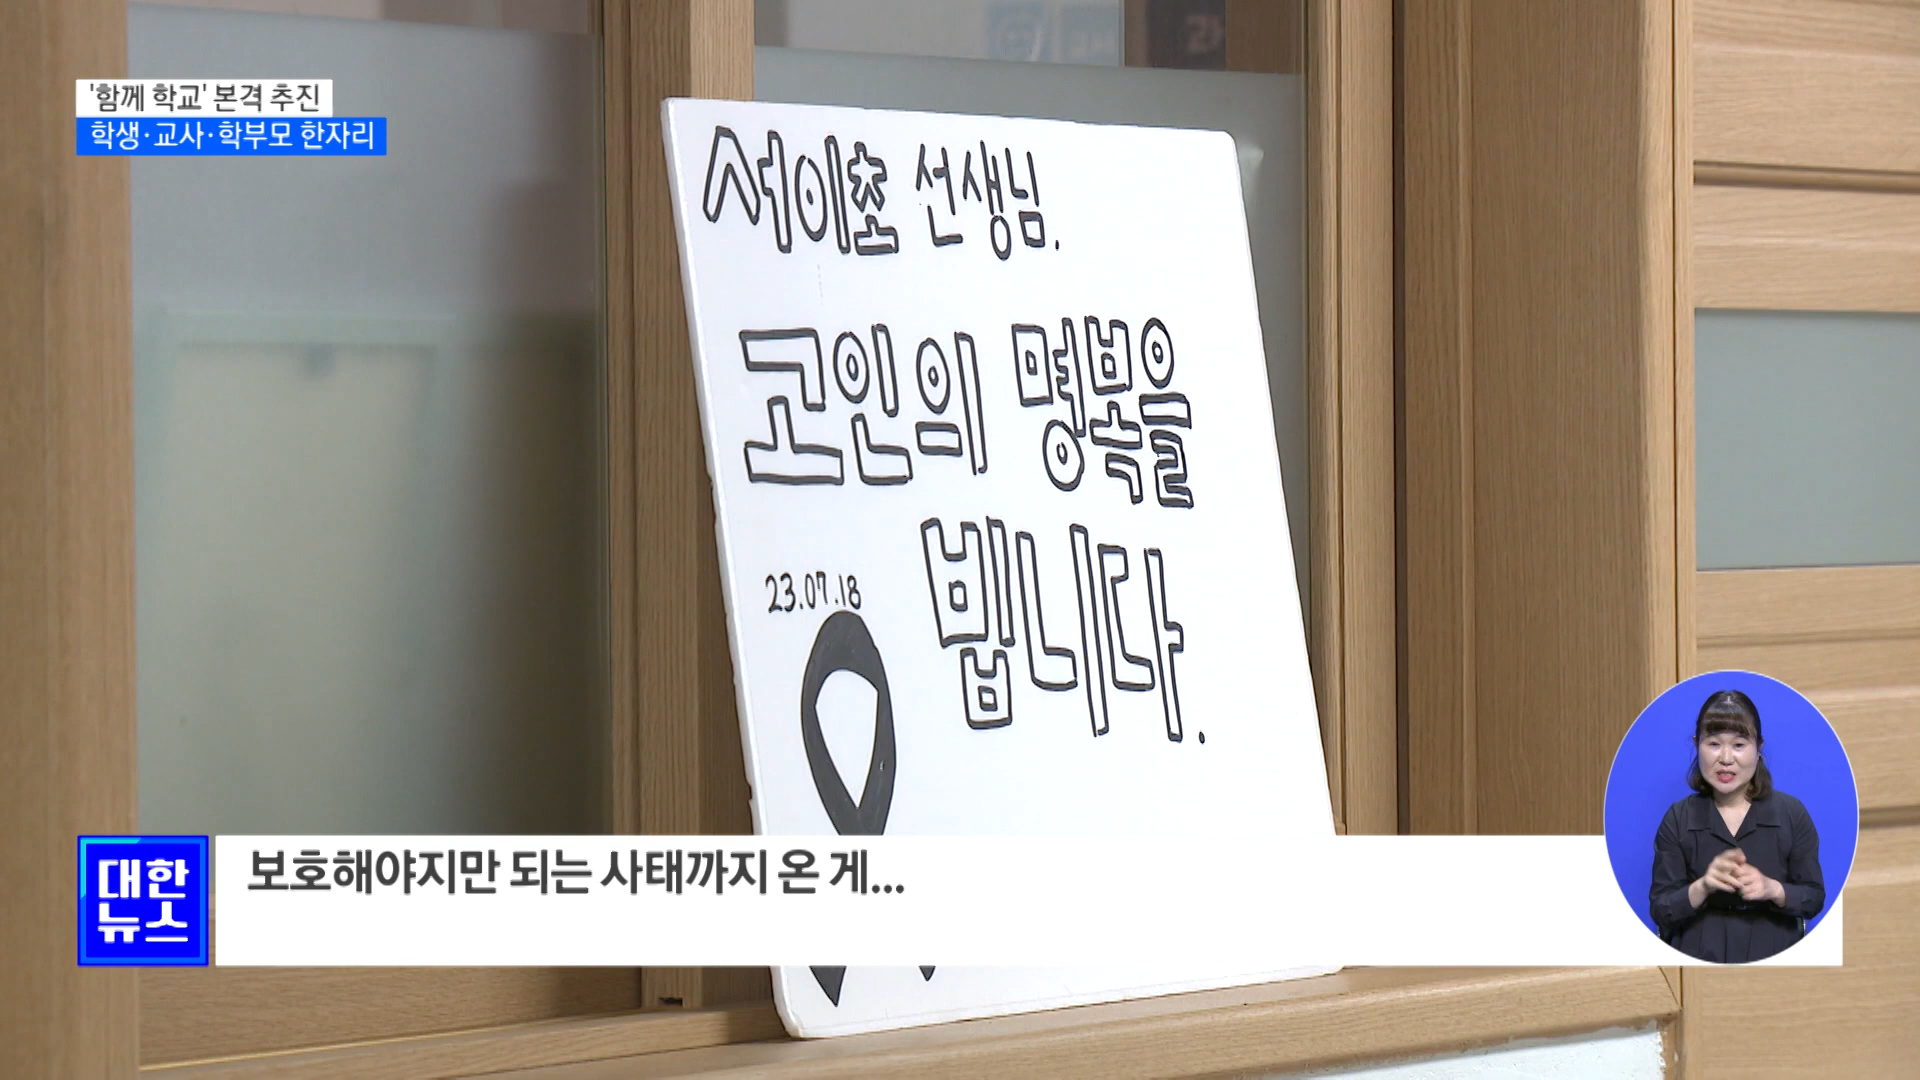 '함께 학교' 본격 추진
학생·교사·학부모 한자리
서이초 선생님.
고인의 명복을
빕니다.
23.07.18
대한
뉴스
보호해야지만 되는 사태까지 온 게...